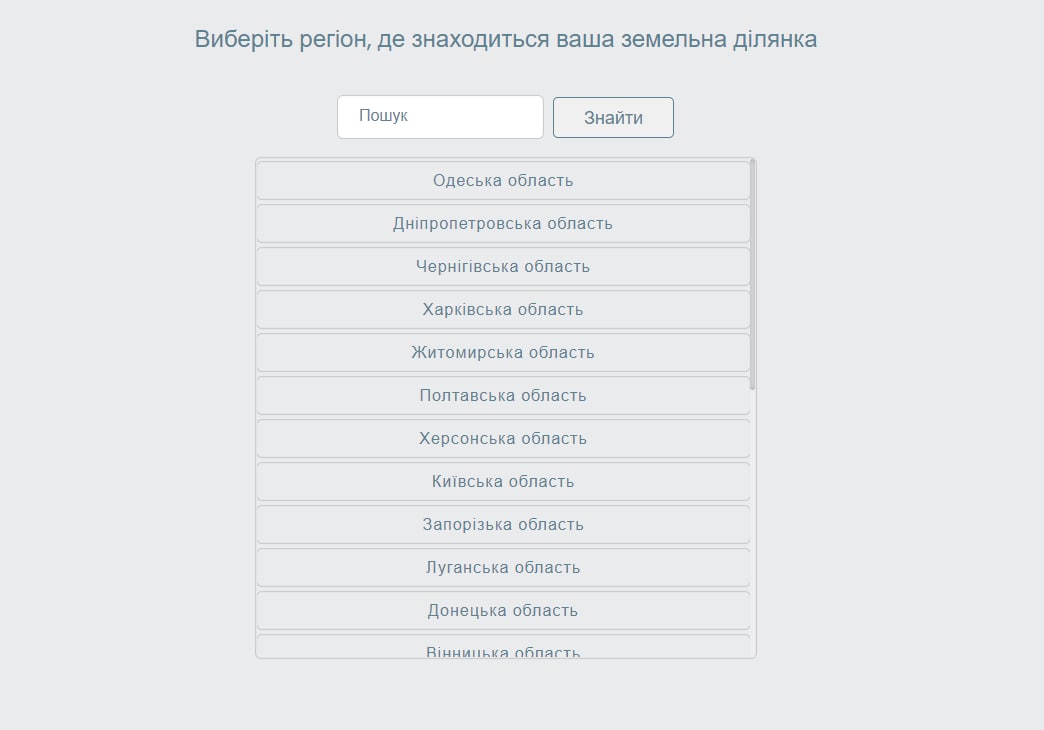 Виберіть регіон, де знаходиться ваша земельна ділянка
Пошук
Знайти
Одеська область
Дніпропетровська область
Чернігівська область
Харківська область
Житомирська область
Полтавська область
Херсонська область
Київська область
Запорізька область
Луганська область
Донецька область
Вінницька область